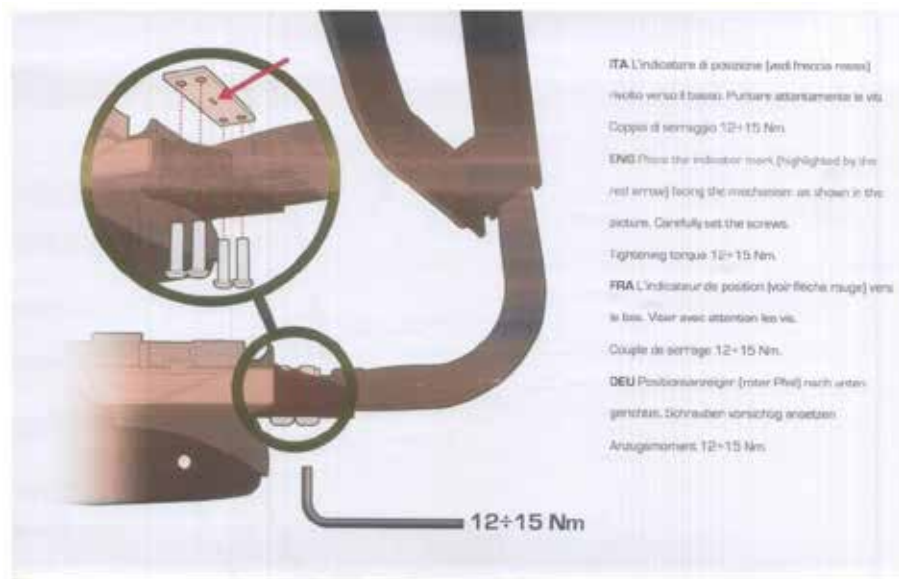 ITA L'indicatore di posizione (vedi freccia rossa)
rivolto verso il basso. Puntare attentamente le viti.
Coppia di serraggio 12÷15 Nm.
ENG Place the indicator mark (highlighted by the
red arrow) facing the mechanism, as shown in the
picture. Carefully set the screws.
Tightening torque 12÷15 Nm.
FRA L'indicateur de position (voir flèche rouge) vers
le bas. Viser avec attention les vis.
Couple de serrage 12÷15 Nm.
DEU Positionsanzeiger (roter Pfeil) nach unten
gerichtet. Schrauben vorsichtig ansetzen
Anzugsmoment 12÷15 Nm.
12÷15 Nm